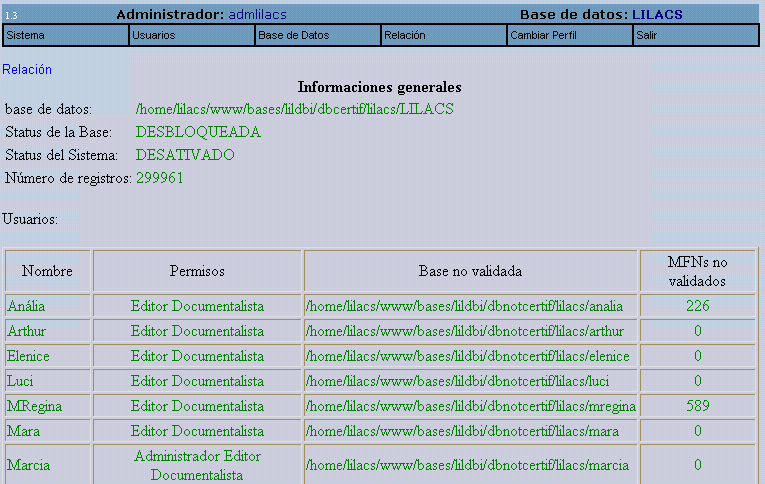 1.3 Administrador: admlilacs Base de datos: LILACS
Sistema Usuarios Base de Datos Relación Cambiar Perfil Salir
Relación
Informaciones generales
base de datos: /home/lilacs/www/bases/lildbi/dbcertif/lilacs/LILACS
Status de la Base: DESBLOQUEADA
Status del Sistema: DESATIVADO
Número de registros: 299961
Usuarios:
Nombre Permisos Base no validada MFNs no validados
Anália Editor Documentalista /home/lilacs/www/bases/lildbi/dbnotcertif/lilacs/analia 226
Arthur Editor Documentalista /home/lilacs/www/bases/lildbi/dbnotcertif/lilacs/arthur 0
Elenice Editor Documentalista /home/lilacs/www/bases/lildbi/dbnotcertif/lilacs/elenice 0
Luci Editor Documentalista /home/lilacs/www/bases/lildbi/dbnotcertif/lilacs/luci 0
MRegina Editor Documentalista /home/lilacs/www/bases/lildbi/dbnotcertif/lilacs/mregina 589
Mara Editor Documentalista /home/lilacs/www/bases/lildbi/dbnotcertif/lilacs/mara 0
Marcia Administrador Editor Documentalista /home/lilacs/www/bases/lildbi/dbnotcertif/lilacs/marcia 0